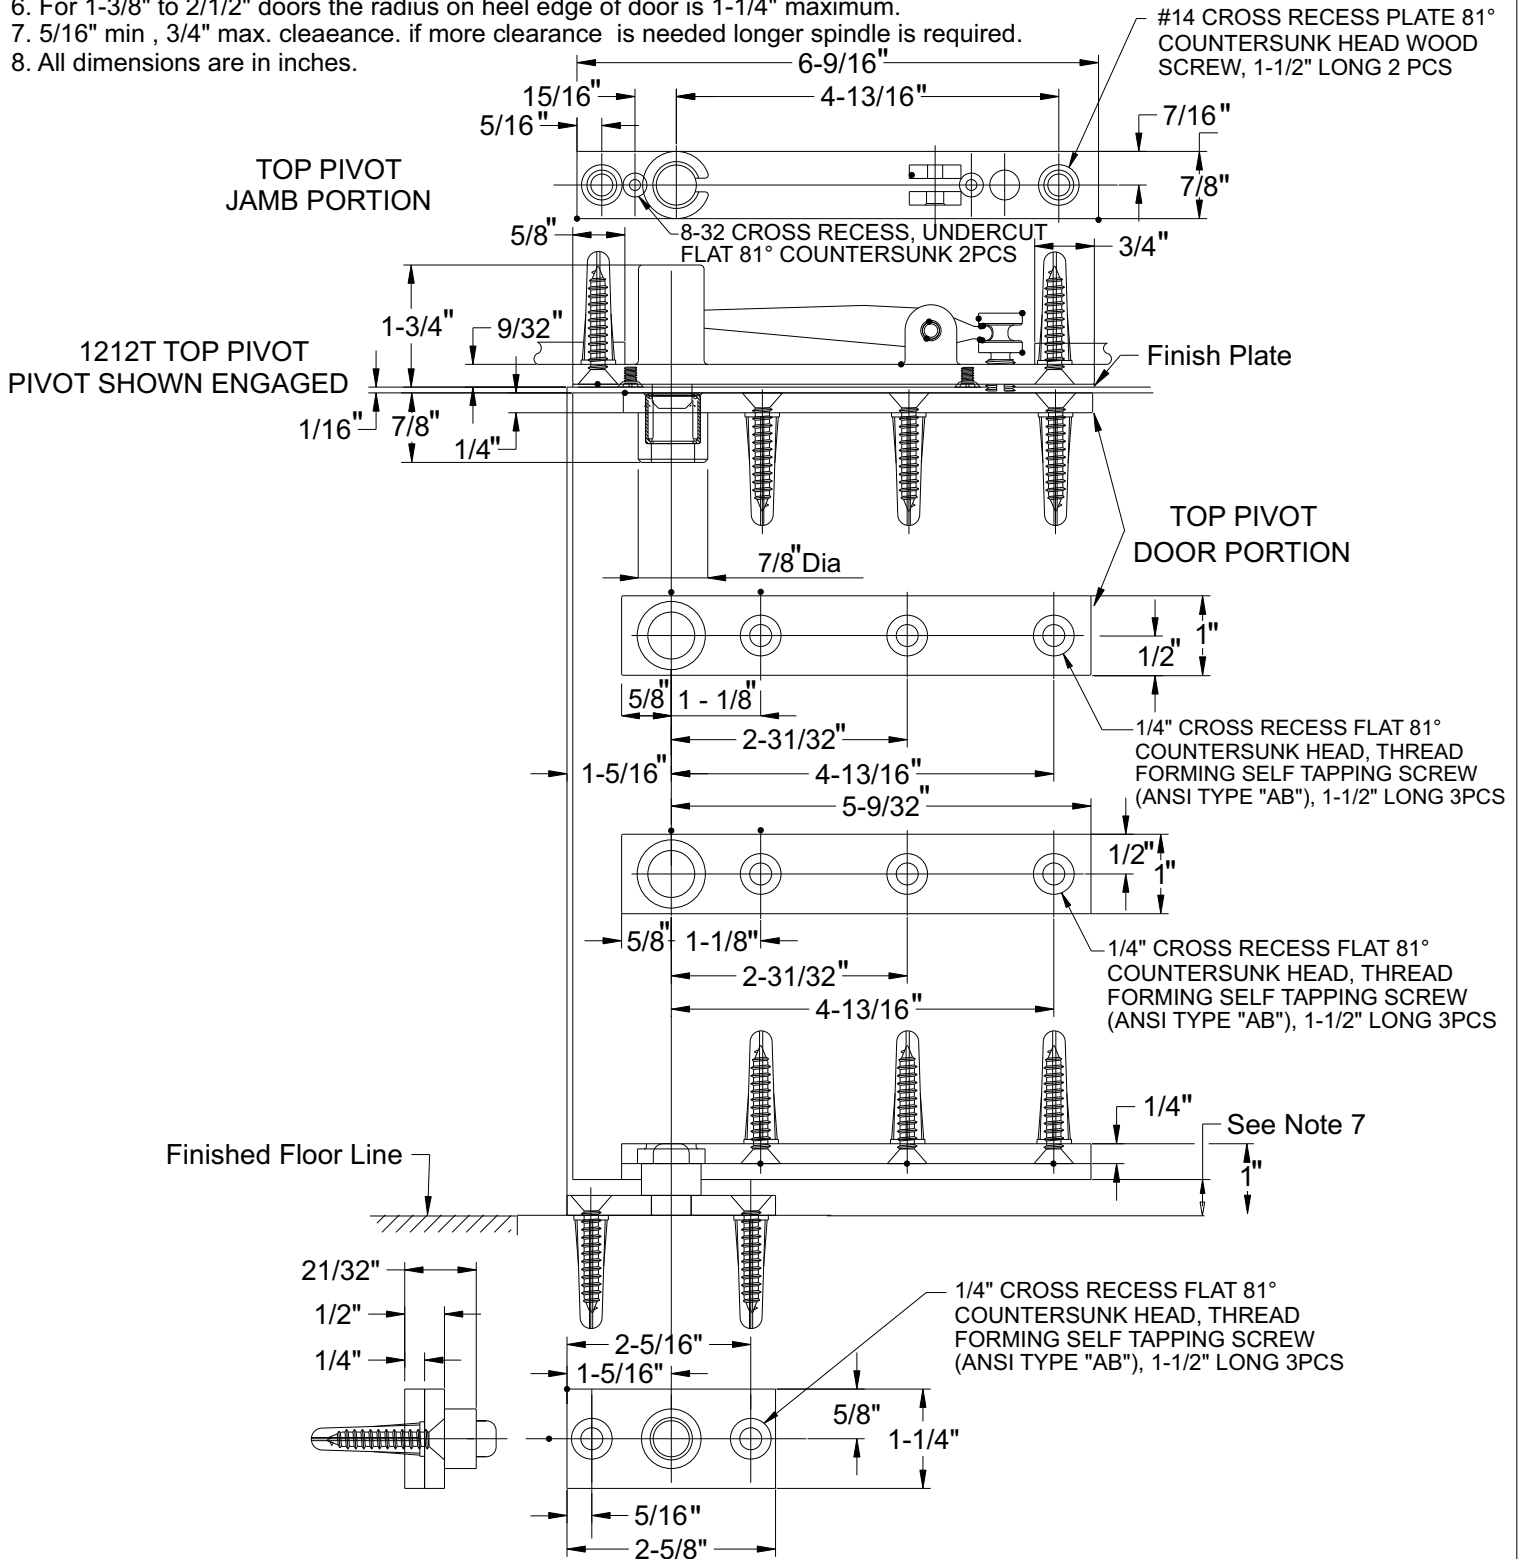 6. For 1-3/8" to 2/1/2" doors the radius on heel edge of door is 1-1/4" maximum.
7. 5/16" min , 3/4" max. cleaeance. if more clearance  is needed longer spindle is required.
8. All dimensions are in inches.
#14 CROSS RECESS PLATE 81°
COUNTERSUNK HEAD WOOD
SCREW, 1-1/2" LONG 2 PCS
6-9/16"
15/16"
4-13/16"
5/16"
7/16"
TOP PIVOT
JAMB PORTION
7/8"
8-32 CROSS RECESS, UNDERCUT
FLAT 81° COUNTERSUNK 2PCS
5/8"
3/4"
1-3/4"
9/32"
1212T TOP PIVOT
PIVOT SHOWN ENGAGED
Finish Plate
1/16"
7/8"
1/4"
TOP PIVOT
DOOR PORTION
7/8"Dia
1"
1/2"
5/8"
1 - 1/8"
2-31/32"
1-5/16"
4-13/16"
1/4" CROSS RECESS FLAT 81°
COUNTERSUNK HEAD, THREAD
FORMING SELF TAPPING SCREW
(ANSI TYPE "AB"), 1-1/2" LONG 3PCS
5-9/32"
1/2"
1"
5/8"
1-1/8"
2-31/32"
4-13/16"
1/4" CROSS RECESS FLAT 81°
COUNTERSUNK HEAD, THREAD
FORMING SELF TAPPING SCREW
(ANSI TYPE "AB"), 1-1/2" LONG 3PCS
1/4"
See Note 7
Finished Floor Line
1"
21/32"
1/2"
1/4"
2-5/16"
1-5/16"
1/4" CROSS RECESS FLAT 81°
COUNTERSUNK HEAD, THREAD
FORMING SELF TAPPING SCREW
(ANSI TYPE "AB"), 1-1/2" LONG 3PCS
5/8"
1-1/4"
5/16"
2-5/8"